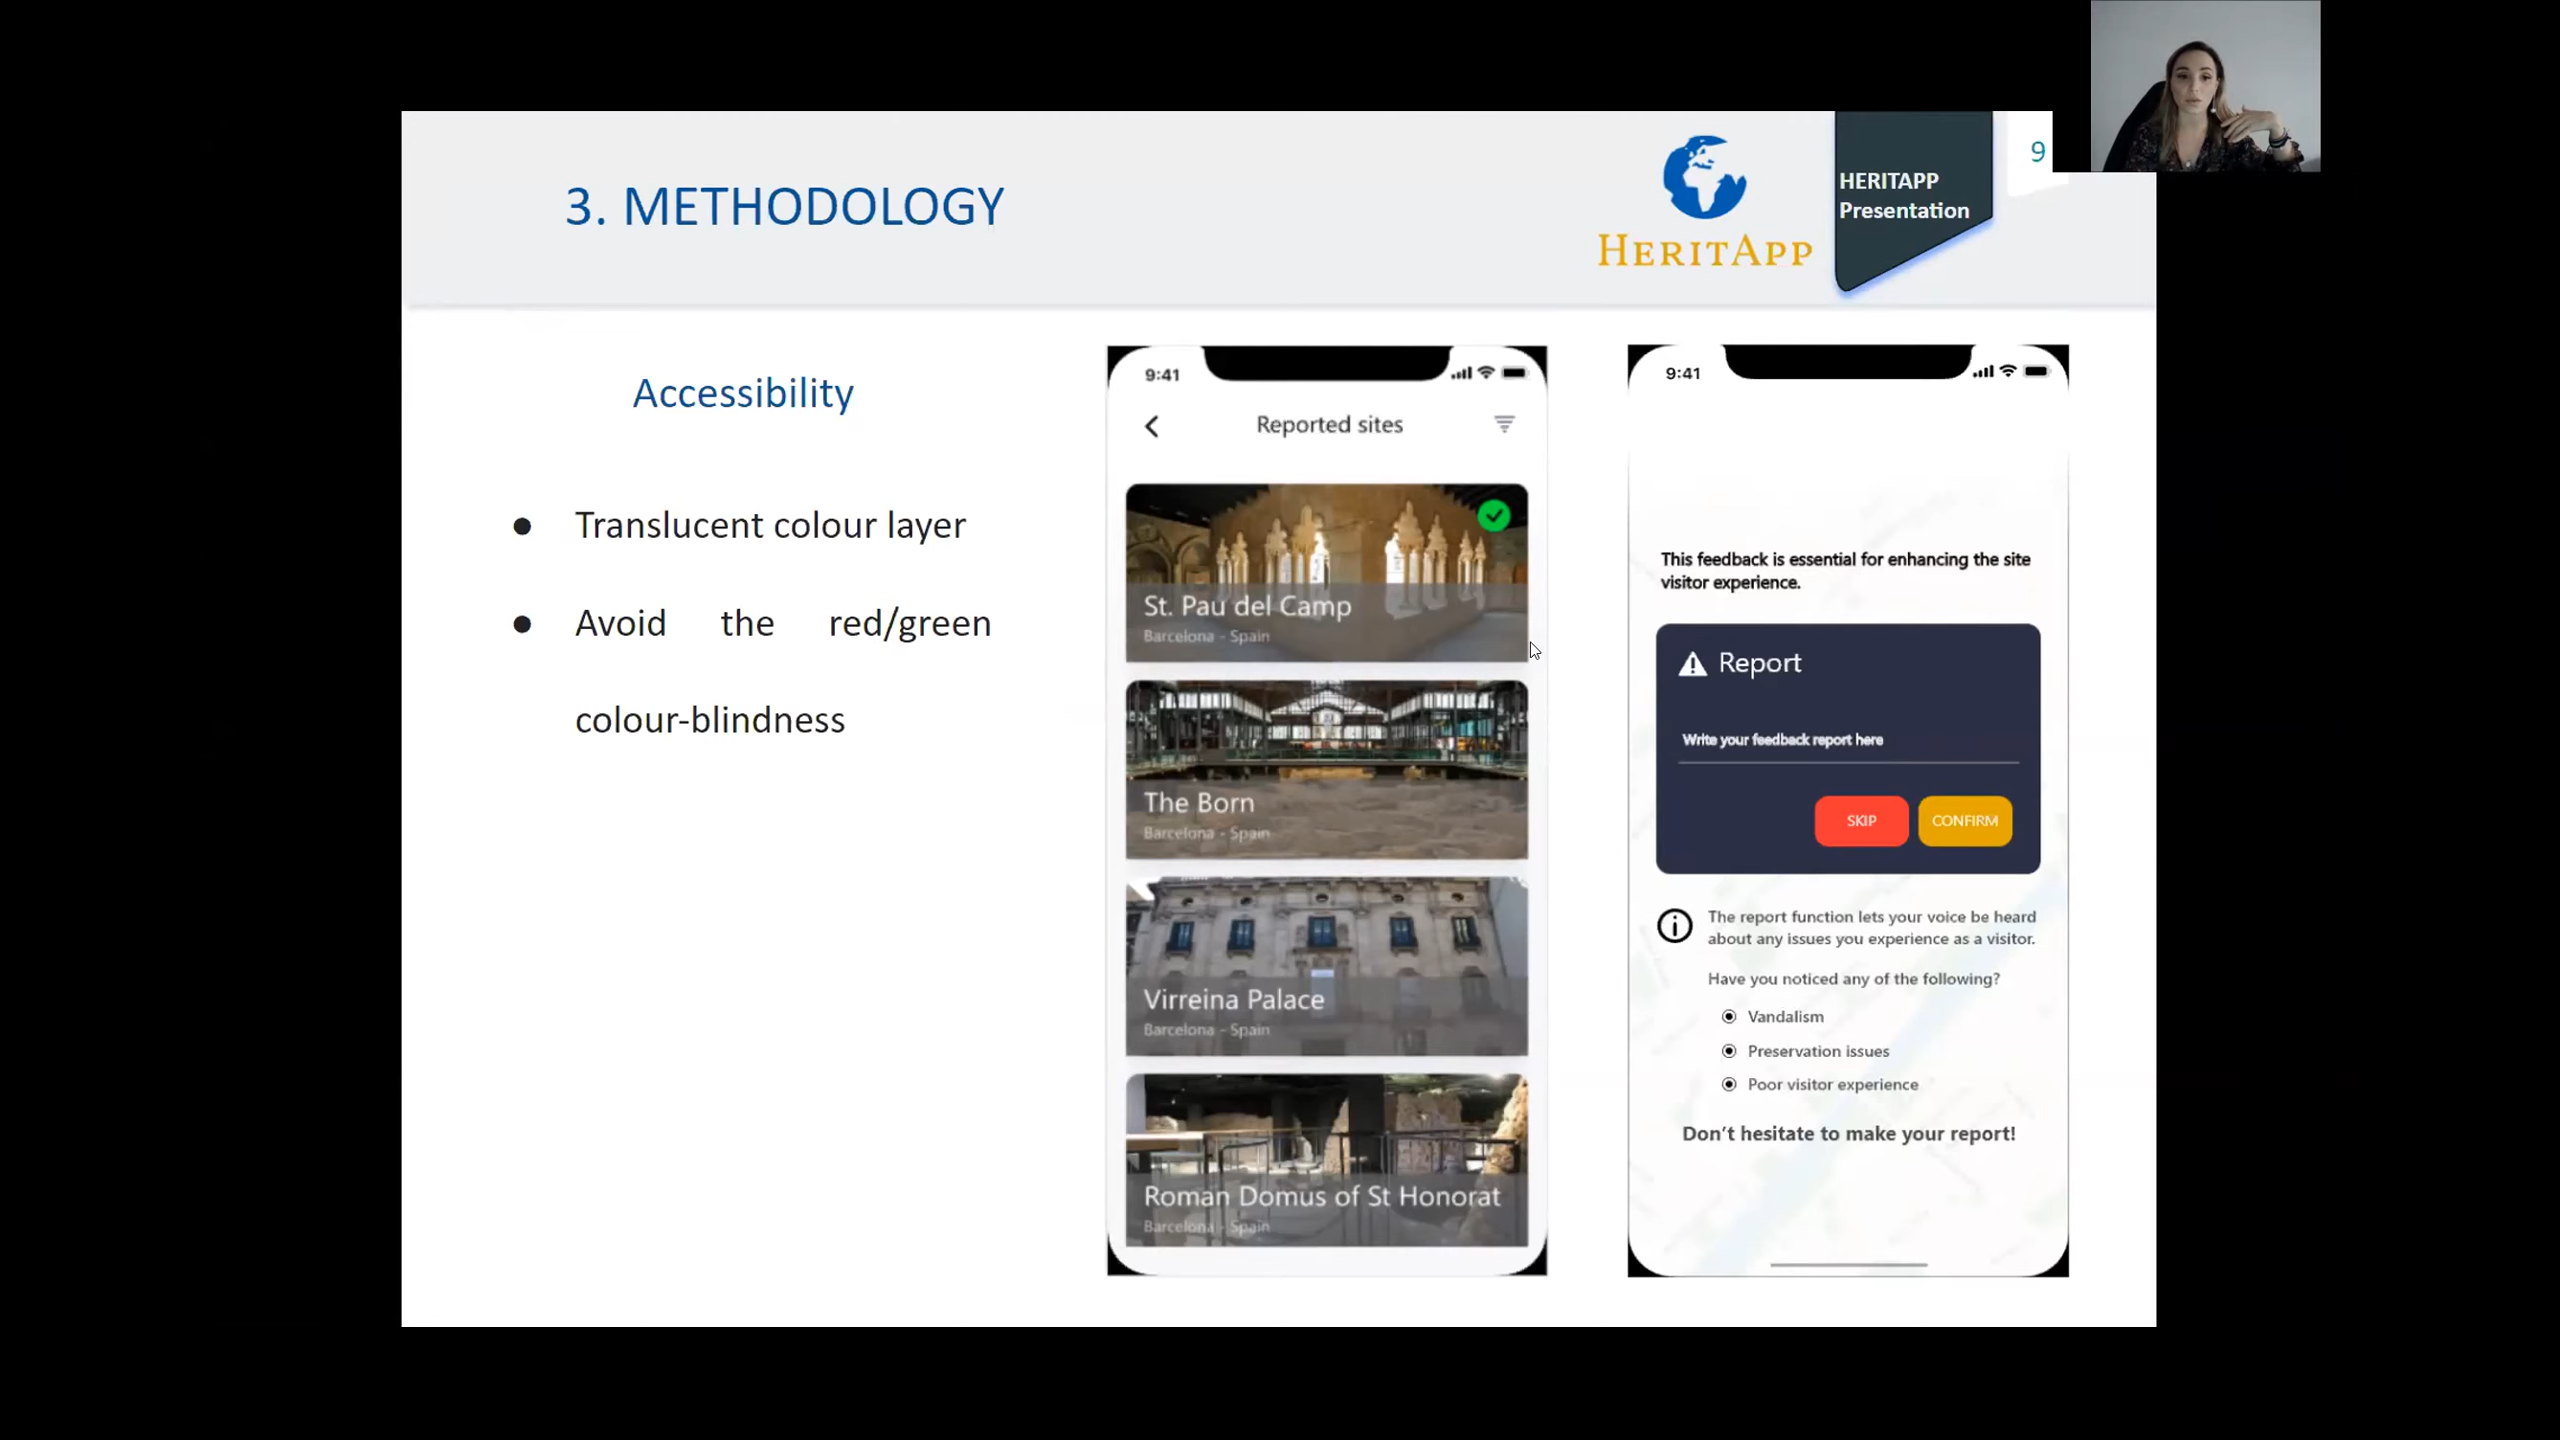 3. METHODOLOGY
HERITAPP
HERITAPP
Presentation
9
Accessibility
● Translucent colour layer
● Avoid the red/green
colour-blindness
9:41
Reported sites
St. Pau del Camp
Barcelona - Spain
The Born
Barcelona - Spain
Virreina Palace
Barcelona - Spain
Roman Domus of St Honorat
Barcelona - Spain
9:41
This feedback is essential for enhancing the site
visitor experience.
Report
Write your feedback report here
SKIP CONFIRM
The report function lets your voice be heard
about any issues you experience as a visitor.
Have you noticed any of the following?
Vandalism
Preservation issues
Poor visitor experience
Don't hesitate to make your report!